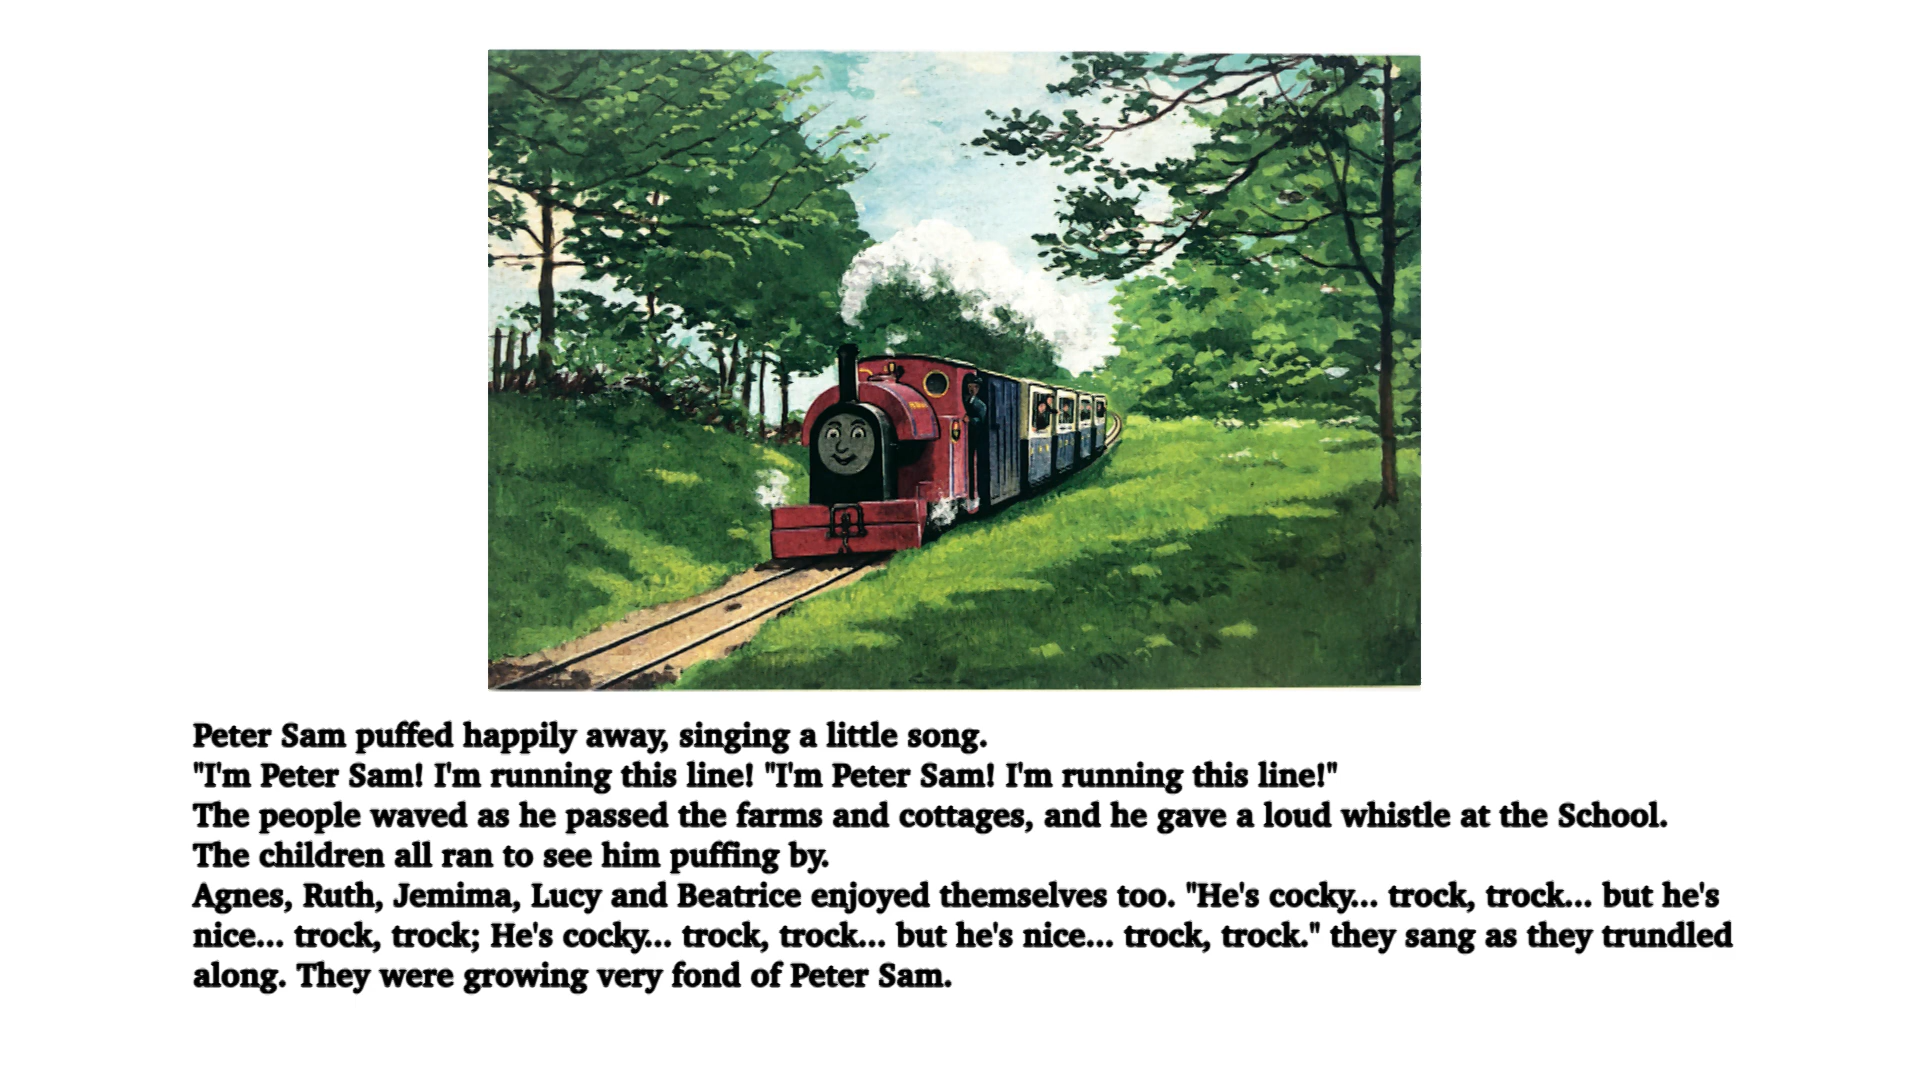 Peter Sam puffed happily away, singing a little song.
"I'm Peter Sam! I'm running this line! "I'm Peter Sam! I'm running this line!"
The people waved as he passed the farms and cottages, and he gave a loud whistle at the School.
The children all ran to see him puffing by.
Agnes, Ruth, Jemima, Lucy and Beatrice enjoyed themselves too. "He's cocky... trock, trock... but he's
nice... trock, trock; He's cocky... trock, trock... but he's nice... trock, trock." they sang as they trundled
along. They were growing very fond of Peter Sam.